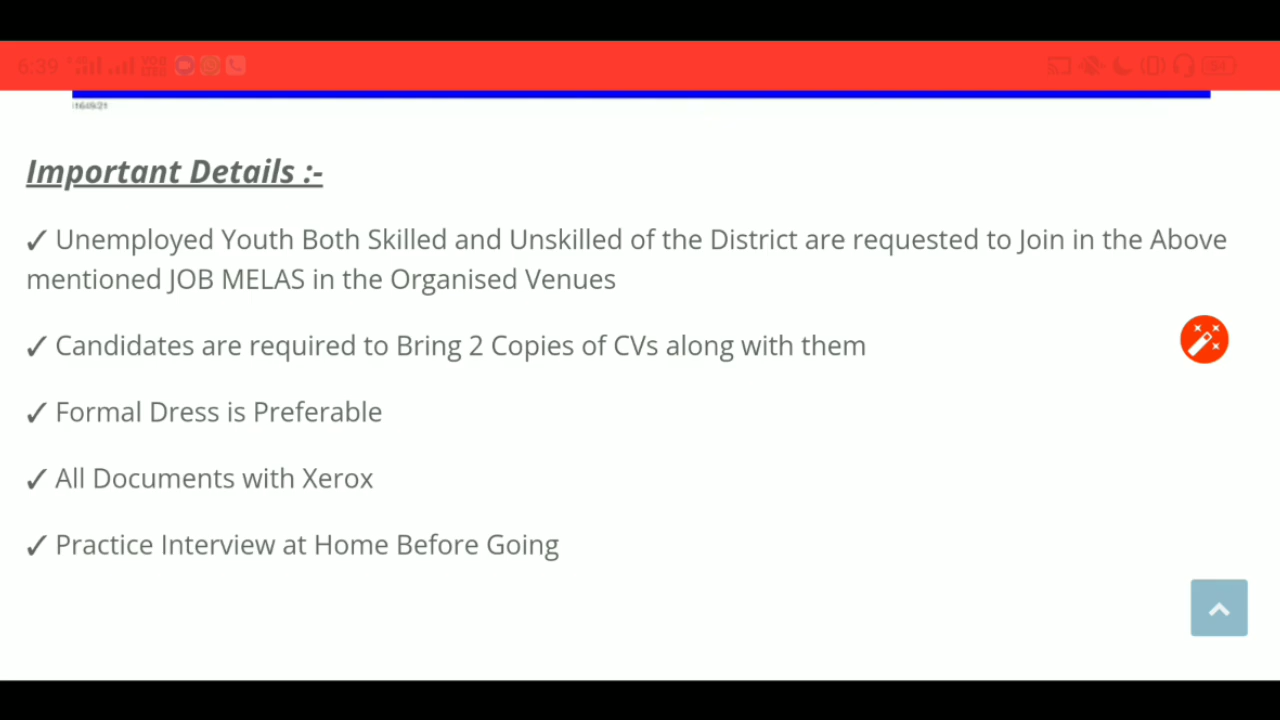 6:39
Important Details :-
✓ Unemployed Youth Both Skilled and Unskilled of the District are requested to Join in the Above
mentioned JOB MELAS in the Organised Venues
✓ Candidates are required to Bring 2 Copies of CVs along with them
✓ Formal Dress is Preferable
✓ All Documents with Xerox
✓ Practice Interview at Home Before Going